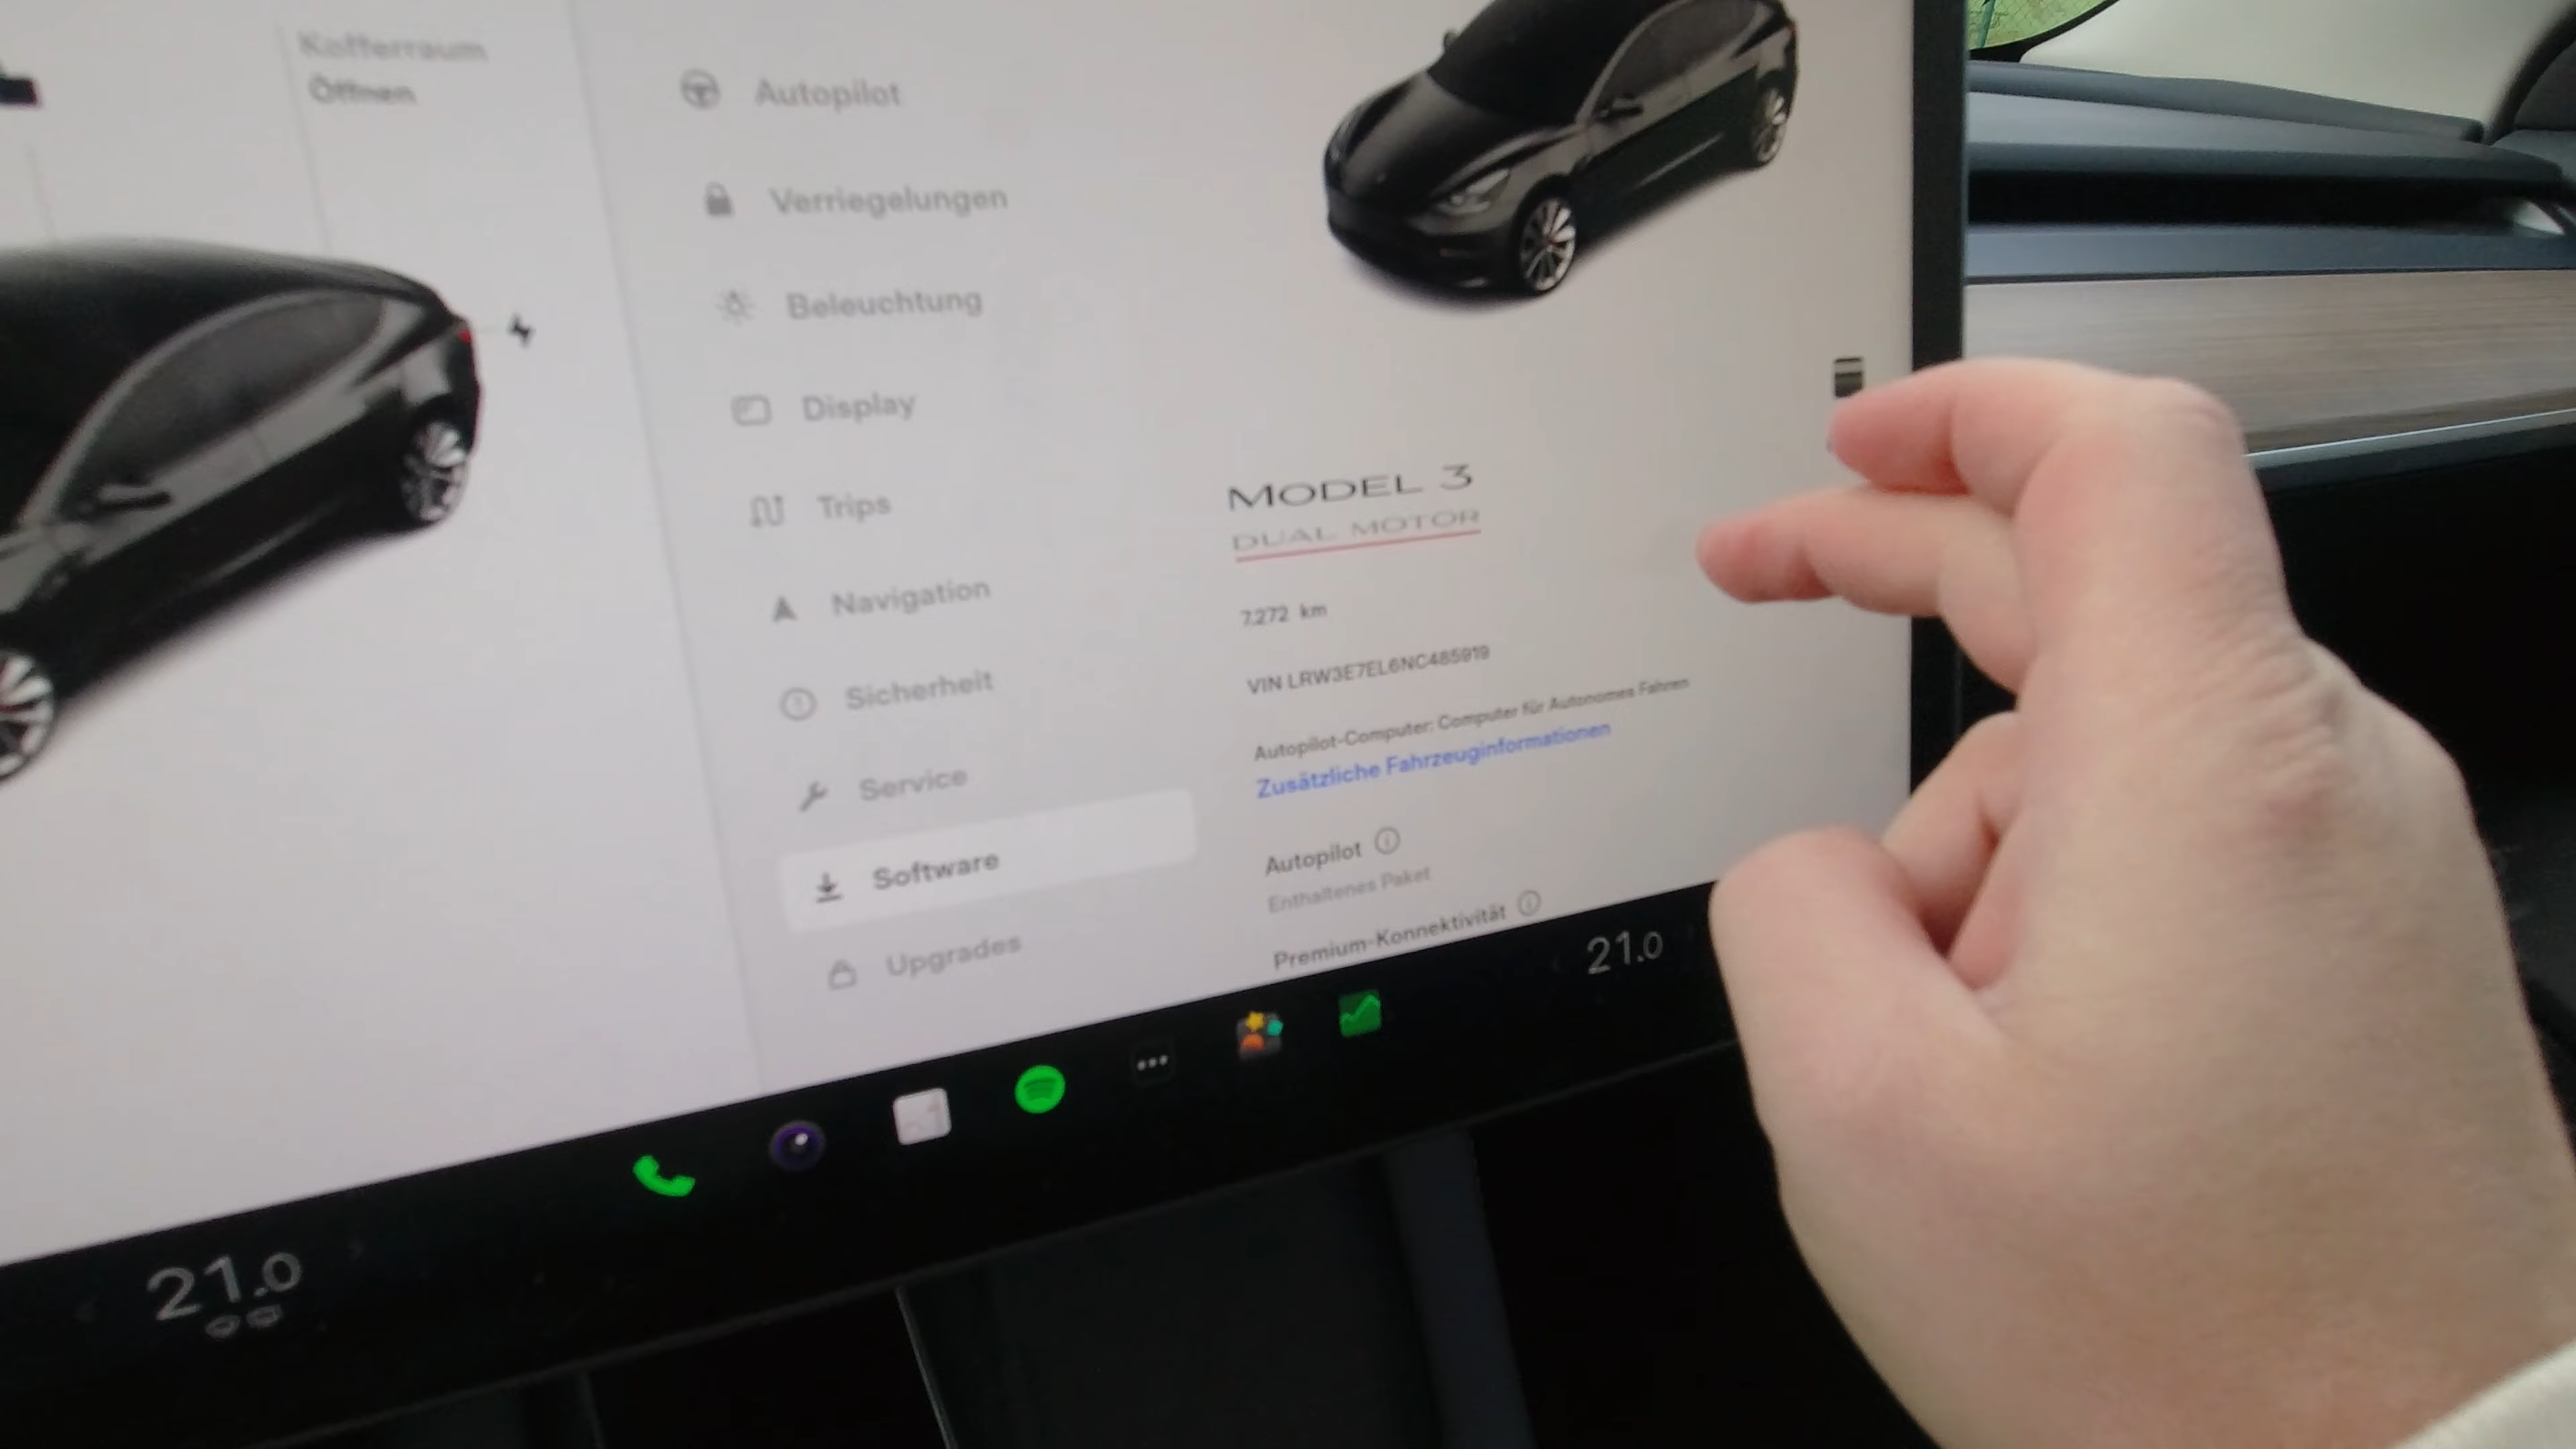 Kofferraum
Öffnen
Autopilot
Verriegelungen
Beleuchtung
Display
Trips
Navigation
Sicherheit
Service
Software
Upgrades
MODEL 3
DUAL MOTOR
7.272 km
VIN LRW3E7EL6NC485919
Autopilot-Computer: Computer für Autonomes Fahren
Zusätzliche Fahrzeuginformationen
Autopilot
Enthaltenes Paket
Premium-Konnektivität
21.0
21.0